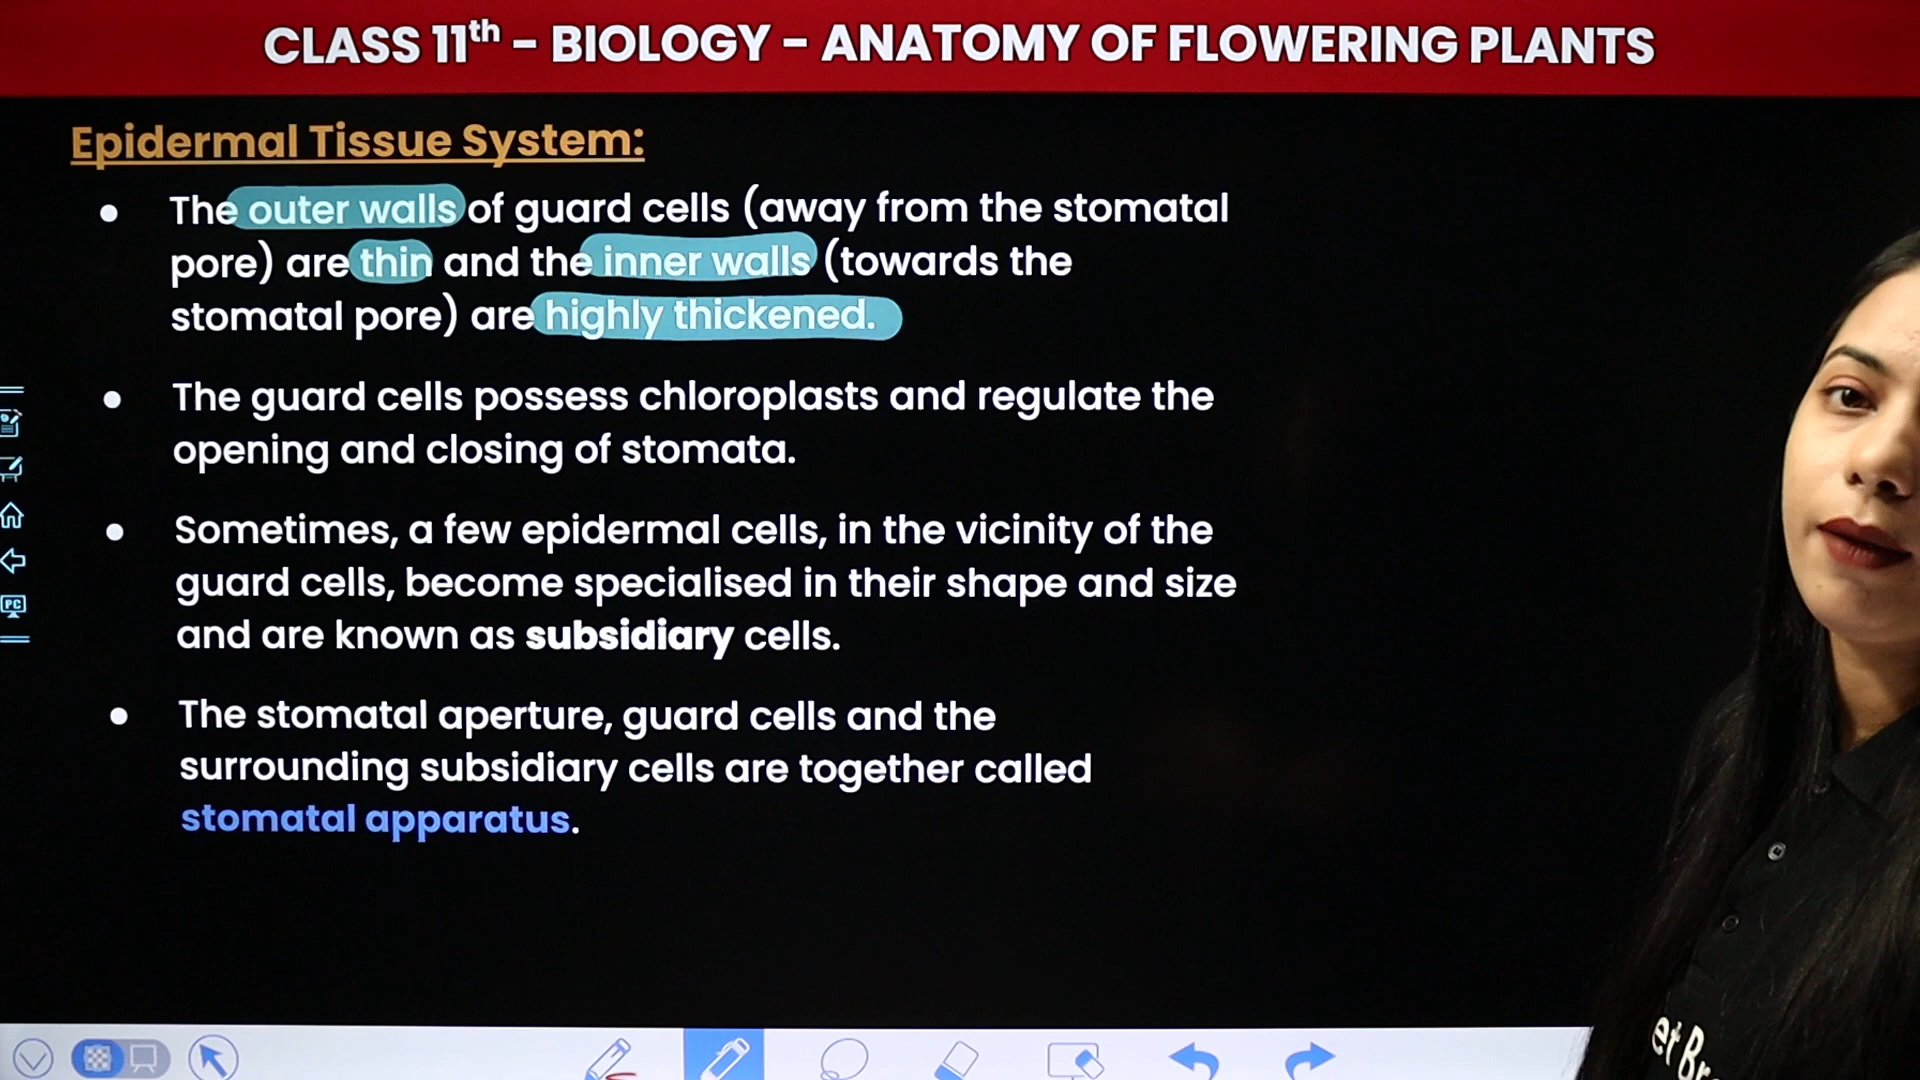 CLASS 11th - BIOLOGY - ANATOMY OF FLOWERING PLANTS
Epidermal Tissue System:
● The outer walls of guard cells (away from the stomatal
pore) are thin and the inner walls (towards the
stomatal pore) are highly thickened.
● The guard cells possess chloroplasts and regulate the
opening and closing of stomata.
● Sometimes, a few epidermal cells, in the vicinity of the
guard cells, become specialised in their shape and size
and are known as subsidiary cells.
● The stomatal aperture, guard cells and the
surrounding subsidiary cells are together called
stomatal apparatus.
PC